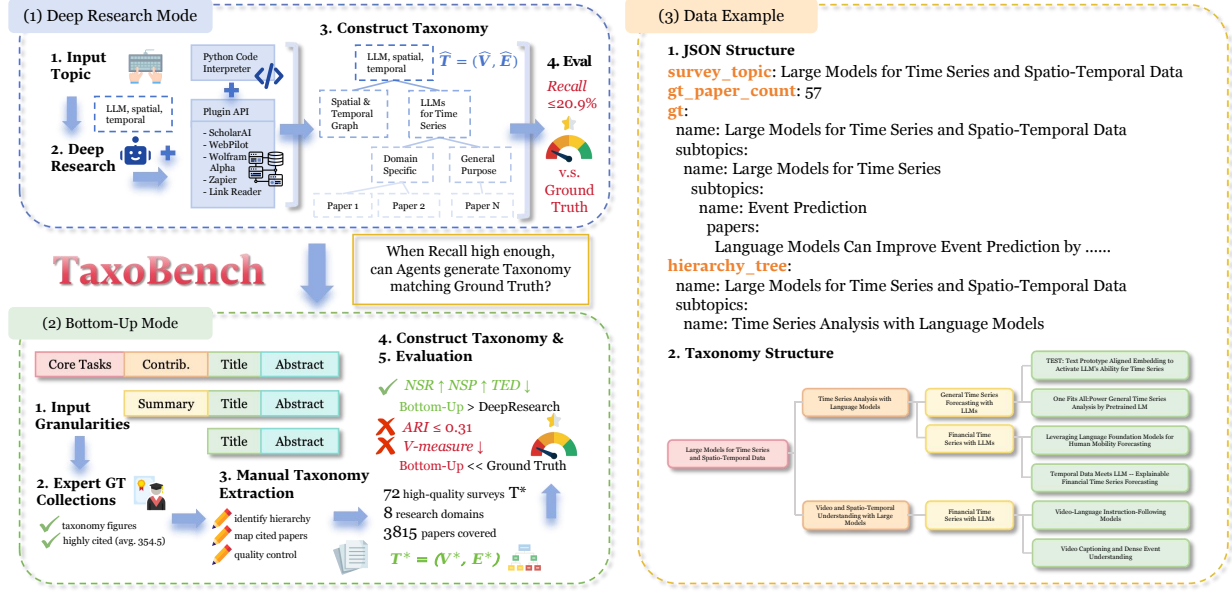 (1) Deep Research Mode
1. Input
Topic
LLM, spatial,
temporal
2. Deep
Research
Python Code
Interpreter
</>
Plugin API
- ScholarAI
- WebPilot
- Wolfram
Alpha
- Zapier
- Link Reader
3. Construct Taxonomy
LLM, spatial,
temporal
T̂ = (V̂, Ê)
Spatial &
Temporal
Graph
LLMs
for Time
Series
Domain
Specific
General
Purpose
Paper 1
Paper 2
Paper N
4. Eval
Recall
≤20.9%
v.s.
Ground
Truth
TaxoBench
When Recall high enough,
can Agents generate Taxonomy
matching Ground Truth?
(2) Bottom-Up Mode
Core Tasks Contrib. Title Abstract
1. Input
Granularities
Summary Title Abstract
Title Abstract
2. Expert GT
Collections
taxonomy figures
highly cited (avg. 354.5)
3. Manual Taxonomy
Extraction
identify hierarchy
map cited papers
quality control
4. Construct Taxonomy &
5. Evaluation
NSR ↑ NSP ↑ TED ↓
Bottom-Up > DeepResearch
ARI ≤ 0.31
V-measure ↓
Bottom-Up << Ground Truth
72 high-quality surveys T*
8 research domains
3815 papers covered
T* = (V*, E*)
(3) Data Example
1. JSON Structure
survey_topic: Large Models for Time Series and Spatio-Temporal Data
gt_paper_count: 57
gt:
name: Large Models for Time Series and Spatio-Temporal Data
subtopics:
name: Large Models for Time Series
subtopics:
name: Event Prediction
papers:
Language Models Can Improve Event Prediction by ......
hierarchy_tree:
name: Large Models for Time Series and Spatio-Temporal Data
subtopics:
name: Time Series Analysis with Language Models
2. Taxonomy Structure
Large Models for Time Series
and Spatio-Temporal Data
Time Series Analysis with
Language Models
General Time Series
Forecasting with
LLMs
TEST: Text Prototype Aligned Embedding to
Activate LLM's Ability for Time Series
One Fits All:Power General Time Series
Analysis by Pretrained LM
Financial Time
Series with LLMs
Leveraging Language Foundation Models for
Human Mobility Forecasting
Temporal Data Meets LLM -- Explainable
Financial Time Series Forecasting
Video and Spatio-Temporal
Understanding with Large
Models
Financial Time
Series with LLMs
Video-Language Instruction-Following
Models
Video Captioning and Dense Event
Understanding